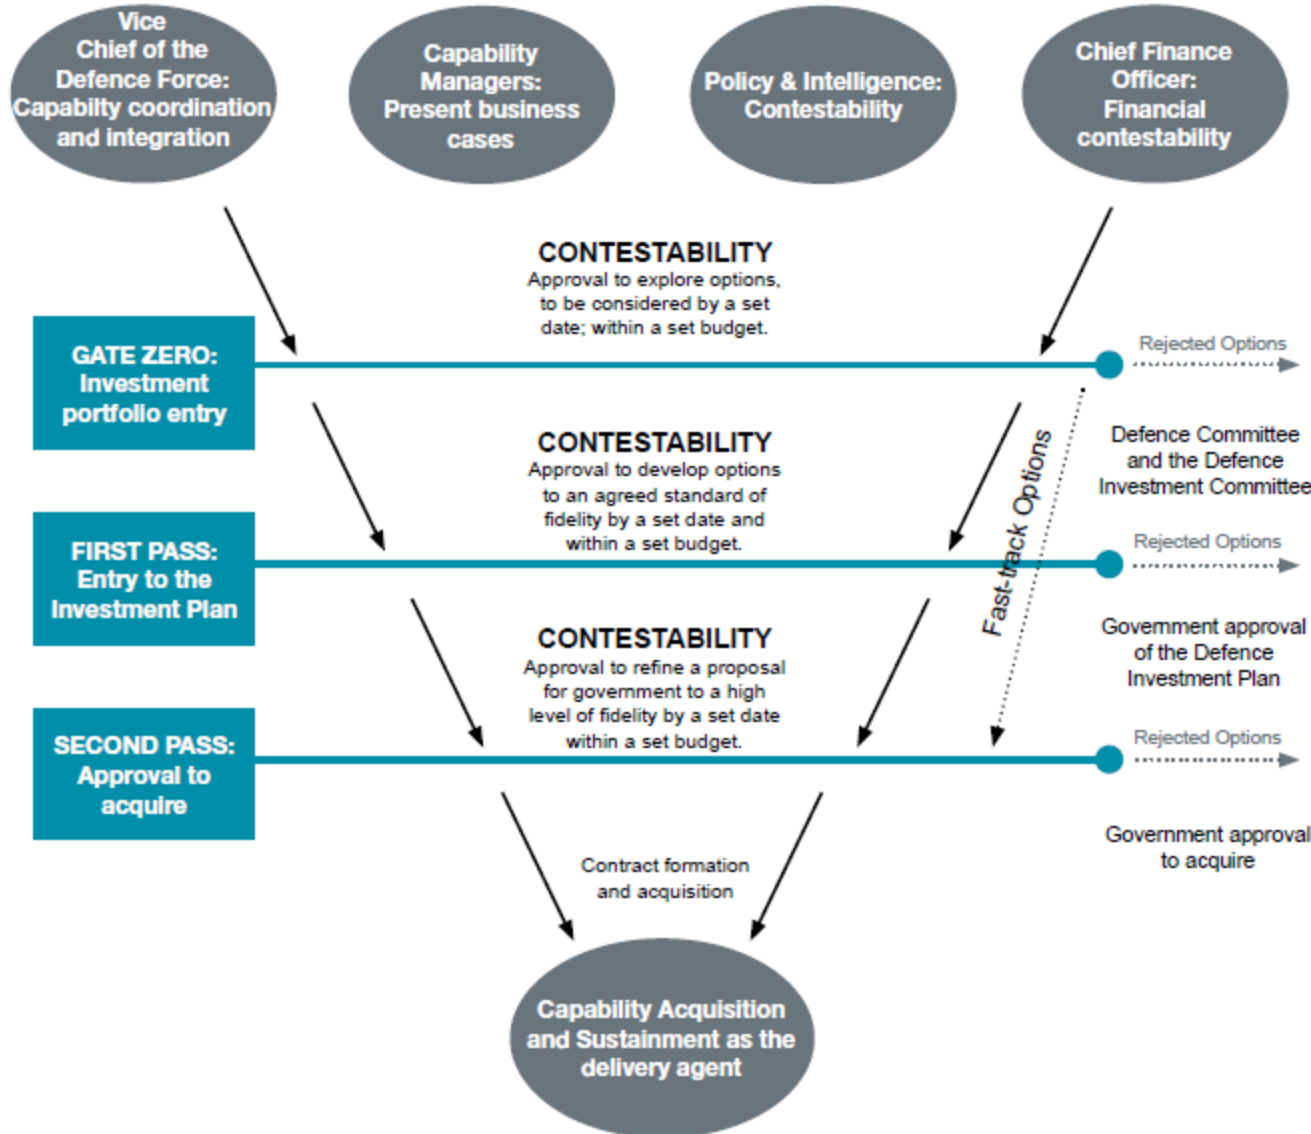 Vice
Chief of the
Defence Force:
Capabilty coordination
and integration
Capability
Managers:
Present business
cases
Policy & Intelligence:
Contestability
Chief Finance
Officer:
Financial
contestability
CONTESTABILITY
Approval to explore options,
to be considered by a set
date; within a set budget.
GATE ZERO:
Investment
portfolio entry
Rejected Options
Defence Committee
and the Defence
Investment Committee
CONTESTABILITY
Approval to develop options
to an agreed standard of
fidelity by a set date and
within a set budget.
Fast-track Options
FIRST PASS:
Entry to the
Investment Plan
Rejected Options
Government approval
of the Defence
Investment Plan
CONTESTABILITY
Approval to refine a proposal
for government to a high
level of fidelity by a set date
within a set budget.
SECOND PASS:
Approval to
acquire
Rejected Options
Government approval
to acquire
Contract formation
and acquisition
Capability Acquisition
and Sustainment as the
delivery agent